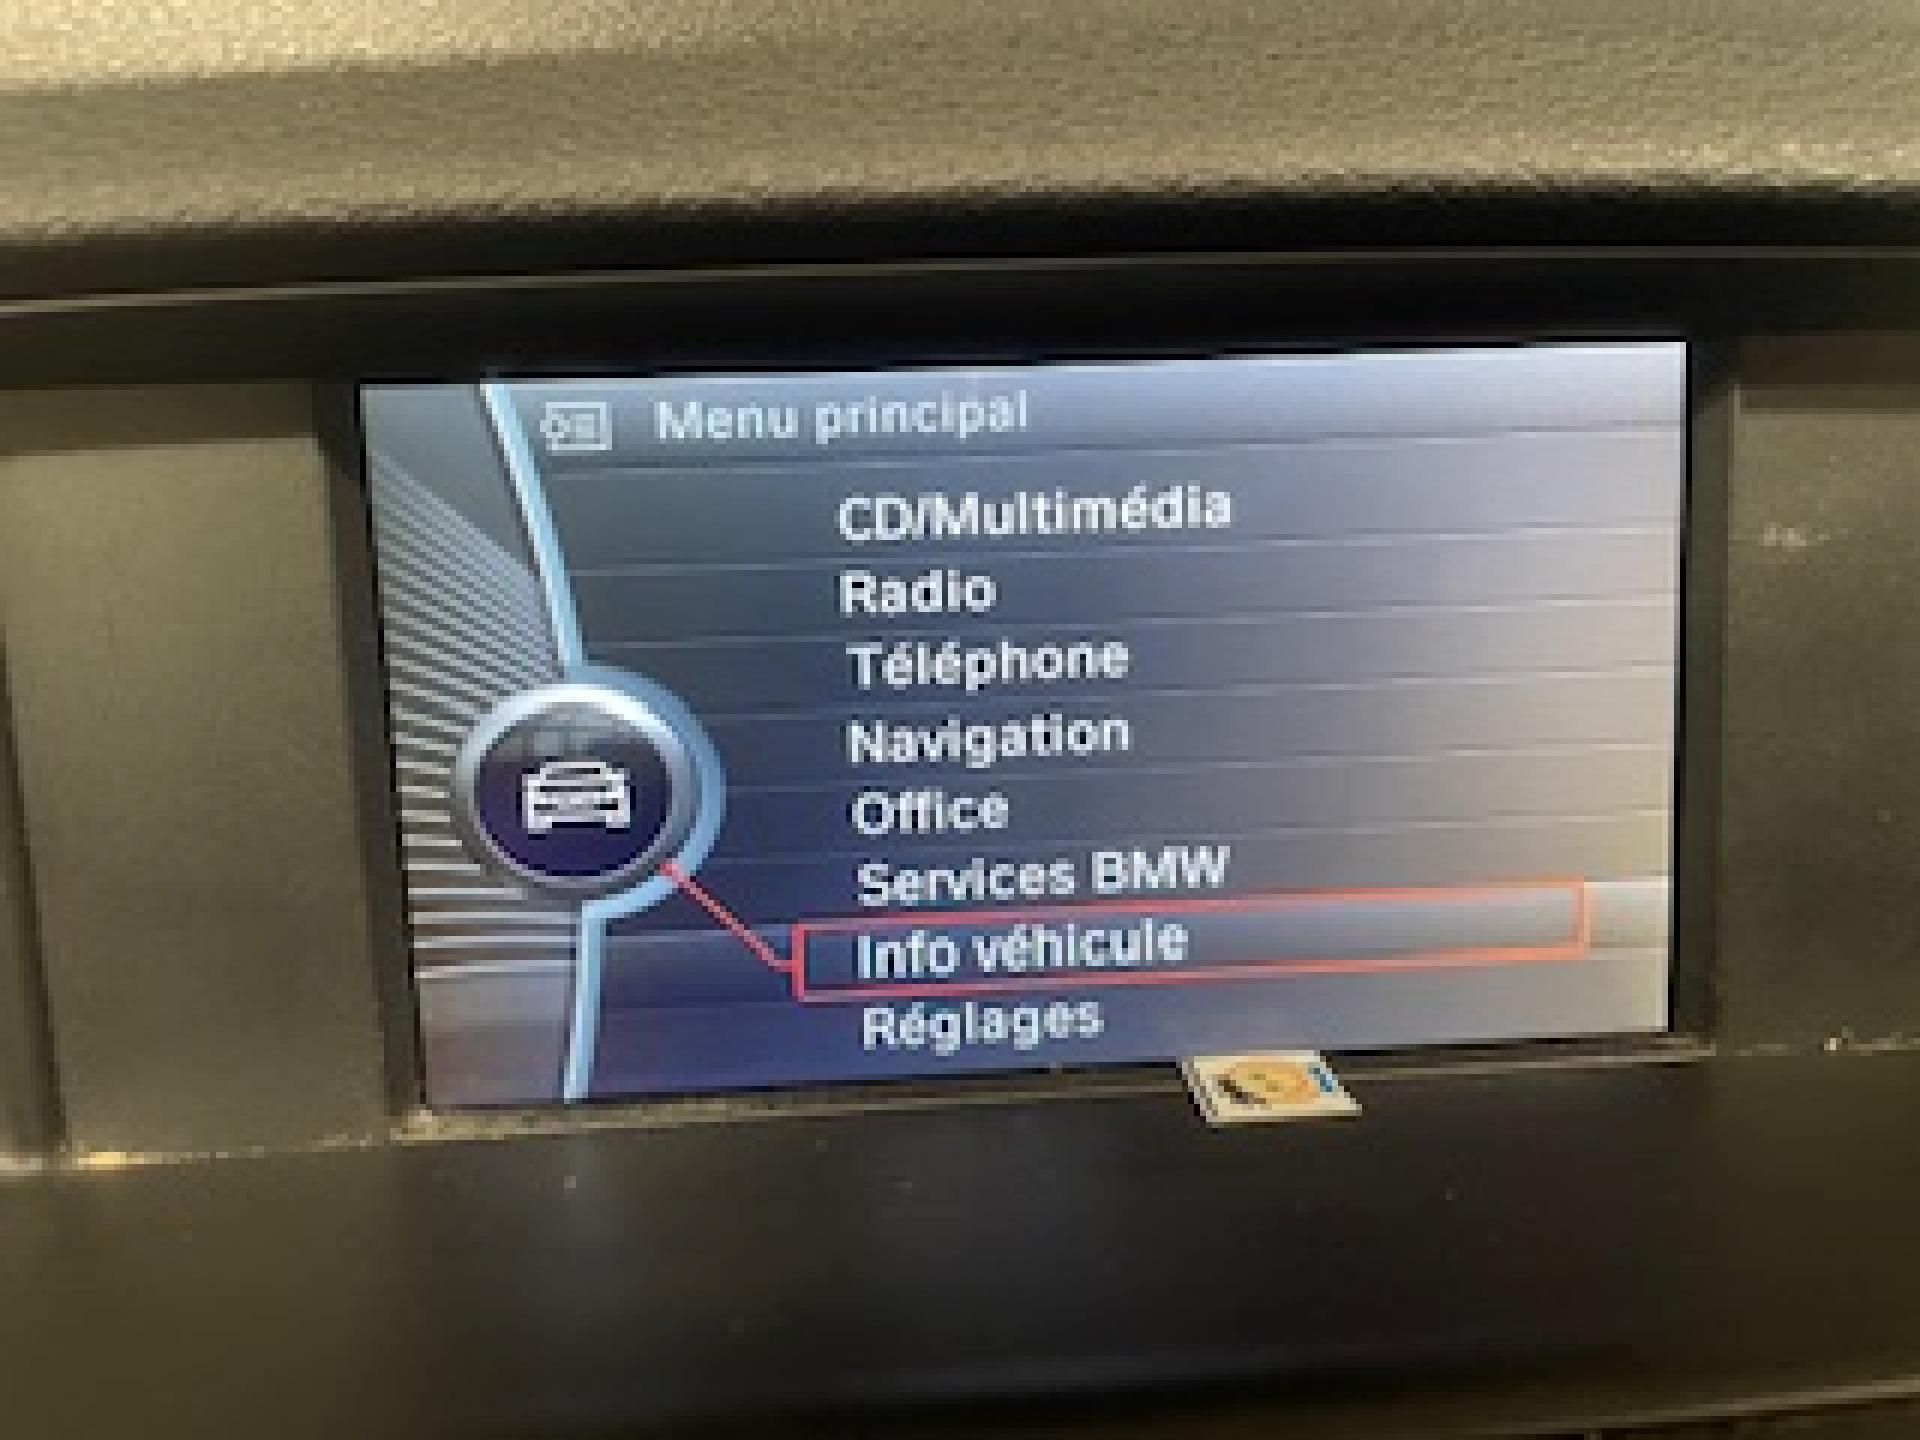 Menu principal
CD/Multimédia
Radio
Téléphone
Navigation
Office
Services BMW
Info véhicule
Réglages